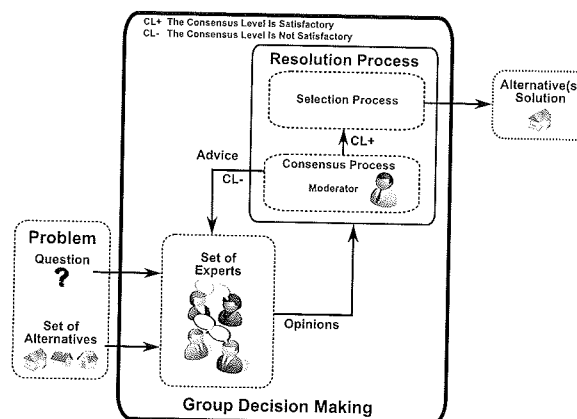 CL+ The Consensus Level Is Satisfactory
CL- The Consensus Level Is Not Satisfactory
Resolution Process
Selection Process
Alternative(s
Solution
CL+
Consensus Process
Moderator
Advice
CL-
Problem
Question
?
Set of
Alternatives
Set of
Experts
Opinions
Group Decision Making